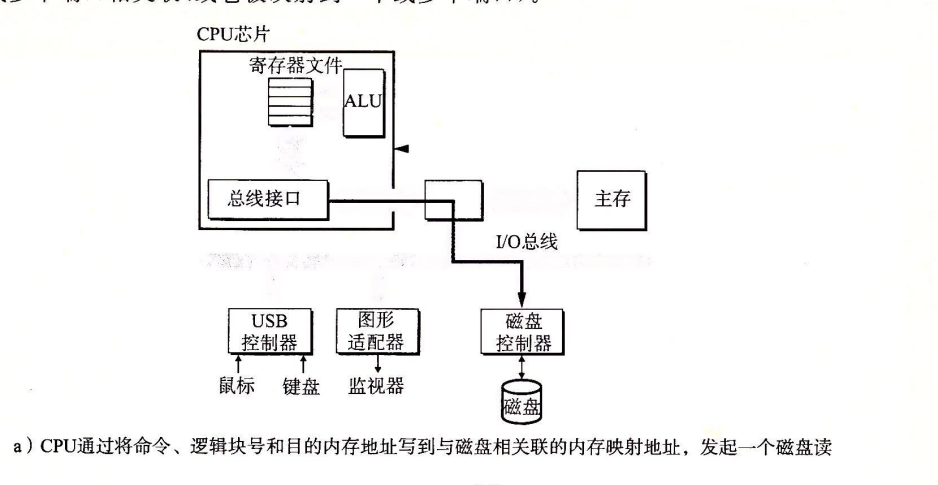 CPU芯片
寄存器文件
ALU
总线接口
主存
I/O总线
USB
控制器
图形
适配器
磁盘
控制器
鼠标
键盘
监视器
磁盘
a）CPU通过将命令、逻辑块号和目的内存地址写到与磁盘相关联的内存映射地址，发起一个磁盘读